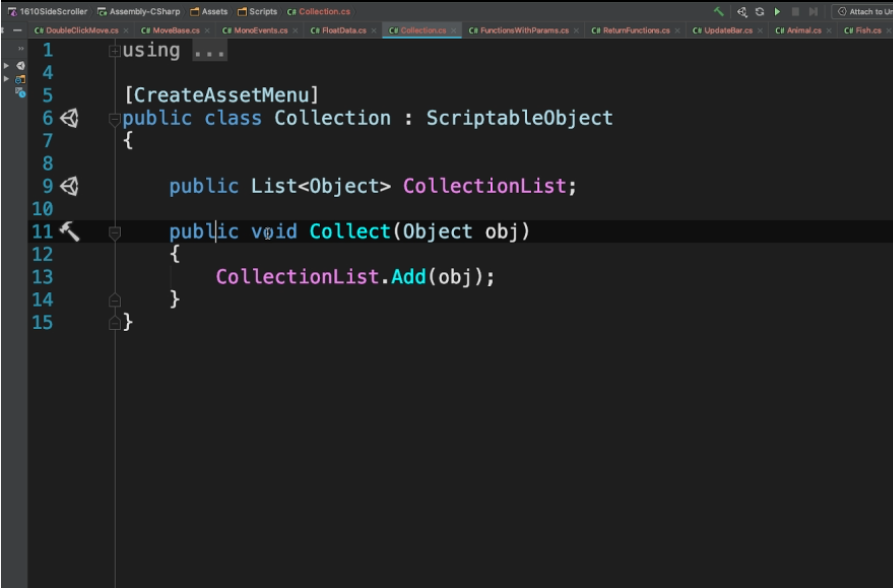 1610SideScroller Assembly-CSharp Assets Scripts C# Collection.cs Attach to Un
C# DoubleClickMove.cs × C# MoveBase.cs × C# MonoEvents.cs × C# FloatData.cs × C# Collection.cs × C# FunctionsWithParams.cs × C# ReturnFunctions.cs × C# UpdateBar.cs × C# Animal.cs × C# Fish.cs ×
1 using ...
4
5 [CreateAssetMenu]
6 public class Collection : ScriptableObject
7 {
8
9 public List<Object> CollectionList;
10
11 public void Collect(Object obj)
12 {
13 CollectionList.Add(obj);
14 }
15 }